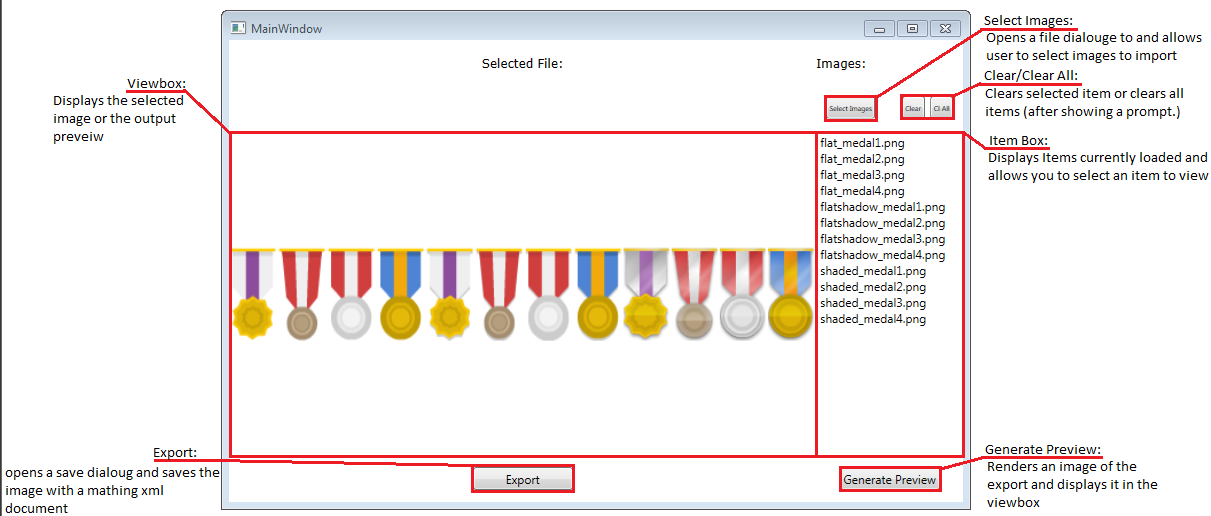 MainWindow
Selected File:
Images:
Select Images
Clear
Cl All
flat_medal1.png
flat_medal2.png
flat_medal3.png
flat_medal4.png
flatshadow_medal1.png
flatshadow_medal2.png
flatshadow_medal3.png
flatshadow_medal4.png
shaded_medal1.png
shaded_medal2.png
shaded_medal3.png
shaded_medal4.png
Export
Generate Preview
Viewbox:
Displays the selected
image or the output
preveiw
Export:
opens a save dialoug and saves the
image with a mathing xml
document
Select Images:
Opens a file dialouge to and allows
user to select images to import
Clear/Clear All:
Clears selected item or clears all
items (after showing a prompt.)
Item Box:
Displays Items currently loaded and
allows you to select an item to view
Generate Preview:
Renders an image of the
export and displays it in the
viewbox